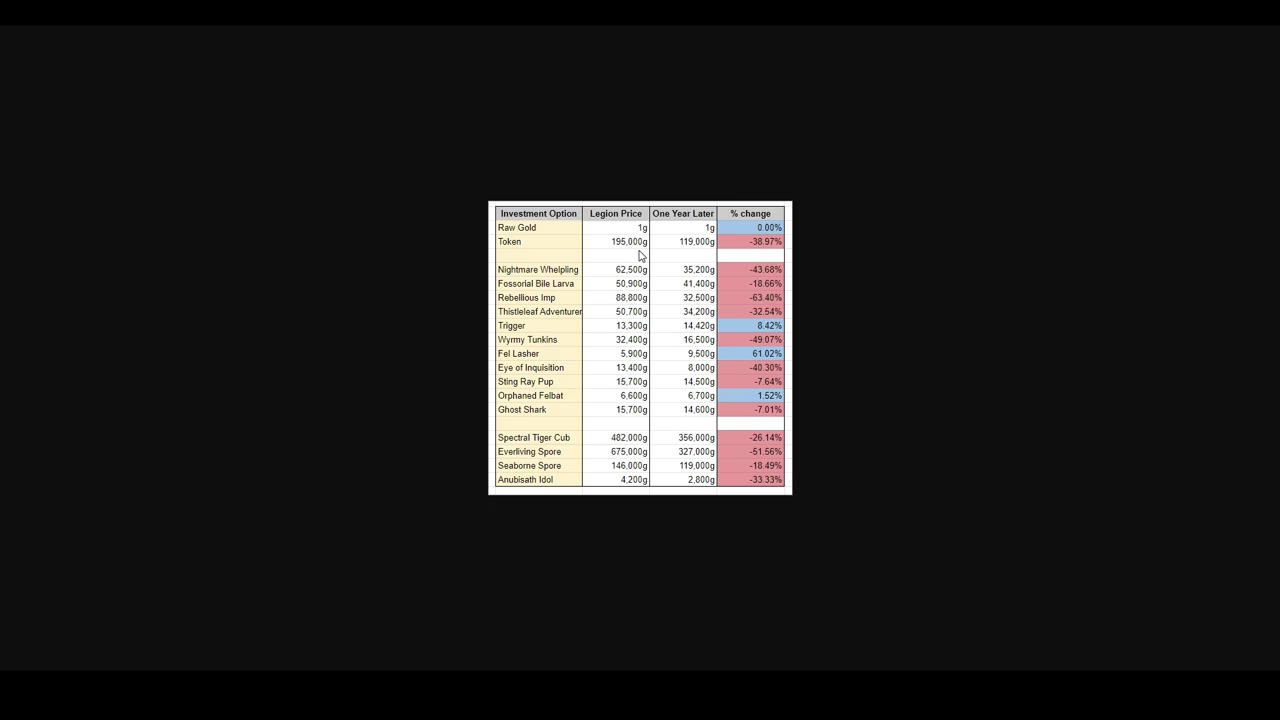 Investment Option Legion Price One Year Later % change
Raw Gold 1g 1g 0.00%
Token 195,000g 119,000g -38.97%
Nightmare Whelpling 62,500g 35,200g -43.68%
Fossorial Bile Larva 50,900g 41,400g -18.66%
Rebellious Imp 88,800g 32,500g -63.40%
Thistleleaf Adventurer 50,700g 34,200g -32.54%
Trigger 13,300g 14,420g 8.42%
Wyrmy Tunkins 32,400g 16,500g -49.07%
Fel Lasher 5,900g 9,500g 61.02%
Eye of Inquisition 13,400g 8,000g -40.30%
Sting Ray Pup 15,700g 14,500g -7.64%
Orphaned Felbat 6,600g 6,700g 1.52%
Ghost Shark 15,700g 14,600g -7.01%
Spectral Tiger Cub 482,000g 356,000g -26.14%
Everliving Spore 675,000g 327,000g -51.56%
Seaborne Spore 146,000g 119,000g -18.49%
Anubisath Idol 4,200g 2,800g -33.33%